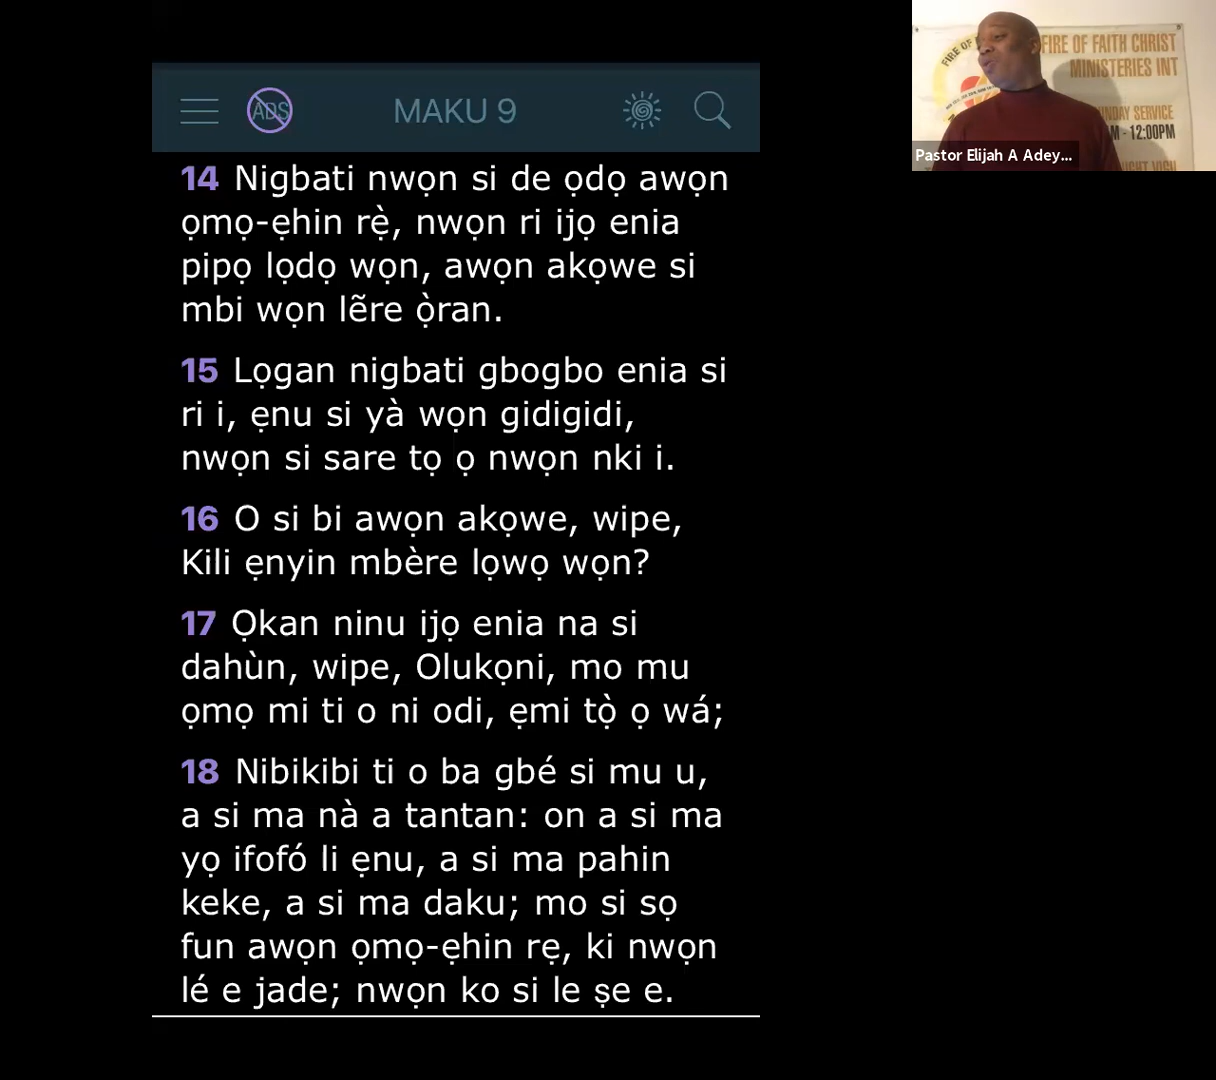 ADS
MAKU 9
14 Nigbati nwọn si de ọdọ awọn
ọmọ-ẹhin rẹ̀, nwọn ri ijọ enia
pipọ lọdọ wọn, awọn akọwe si
mbi wọn lẽre ọ̀ran.
15 Lọgan nigbati gbogbo enia si
ri i, ẹnu si yà wọn gidigidi,
nwọn si sare tọ ọ nwọn nki i.
16 O si bi awọn akọwe, wipe,
Kili ẹnyin mbère lọwọ wọn?
17 Ọkan ninu ijọ enia na si
dahùn, wipe, Olukọni, mo mu
ọmọ mi ti o ni odi, ẹmi tọ̀ ọ wá;
18 Nibikibi ti o ba gbé si mu u,
a si ma nà a tantan: on a si ma
yọ ifofó li ẹnu, a si ma pahin
keke, a si ma daku; mo si sọ
fun awọn ọmọ-ẹhin rẹ, ki nwọn
lé e jade; nwọn ko si le ṣe e.
FIRE OF
FIRE OF FAITH CHRIST
MINISTERIES INT
SERVICE
- 12:00PM
Pastor Elijah A Adey...